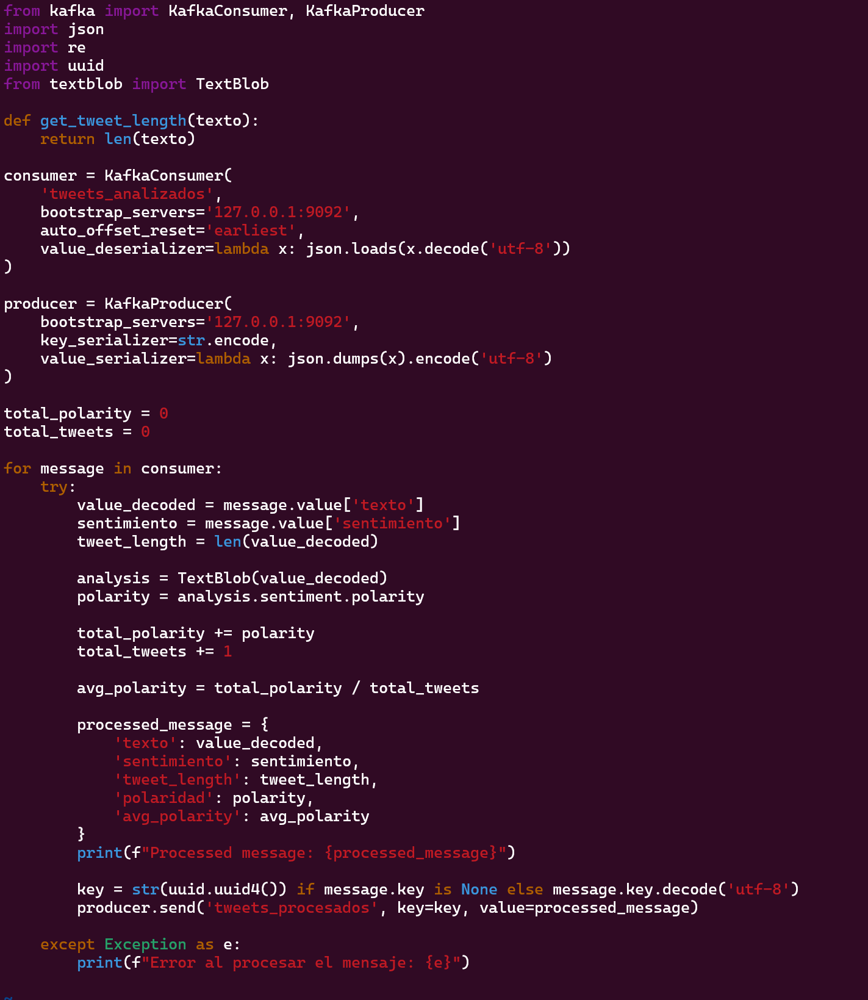 from kafka import KafkaConsumer, KafkaProducer
import json
import re
import uuid
from textblob import TextBlob

def get_tweet_length(texto):
    return len(texto)

consumer = KafkaConsumer(
    'tweets_analizados',
    bootstrap_servers='127.0.0.1:9092',
    auto_offset_reset='earliest',
    value_deserializer=lambda x: json.loads(x.decode('utf-8'))
)

producer = KafkaProducer(
    bootstrap_servers='127.0.0.1:9092',
    key_serializer=str.encode,
    value_serializer=lambda x: json.dumps(x).encode('utf-8')
)

total_polarity = 0
total_tweets = 0

for message in consumer:
    try:
        value_decoded = message.value['texto']
        sentimiento = message.value['sentimiento']
        tweet_length = len(value_decoded)

        analysis = TextBlob(value_decoded)
        polarity = analysis.sentiment.polarity

        total_polarity += polarity
        total_tweets += 1

        avg_polarity = total_polarity / total_tweets

        processed_message = {
            'texto': value_decoded,
            'sentimiento': sentimiento,
            'tweet_length': tweet_length,
            'polaridad': polarity,
            'avg_polarity': avg_polarity
        }
        print(f"Processed message: {processed_message}")

        key = str(uuid.uuid4()) if message.key is None else message.key.decode('utf-8')
        producer.send('tweets_procesados', key=key, value=processed_message)

    except Exception as e:
        print(f"Error al procesar el mensaje: {e}")

~